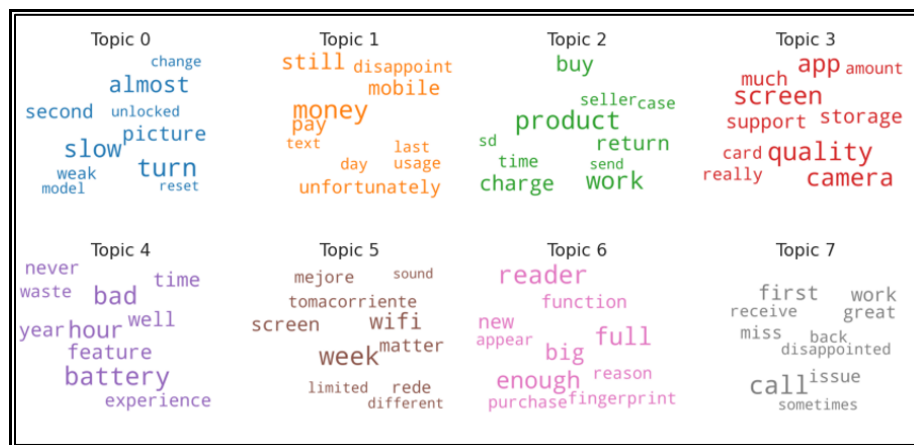 Topic 0
change
almost
second unlocked
picture
slow
weak turn
model reset
Topic 1
still disappoint
mobile
money
pay
text last
day usage
unfortunately
Topic 2
buy
seller case
product
sd return
time send
charge work
Topic 3
app amount
much
screen
support storage
card quality
really camera
Topic 4
never time
waste bad
year hour well
feature
battery
experience
Topic 5
mejore sound
tomacorriente
screen wifi
week matter
limited rede
different
Topic 6
reader
function
new full
appear big
enough reason
purchase fingerprint
Topic 7
first work
receive great
miss back
disappointed
call issue
sometimes